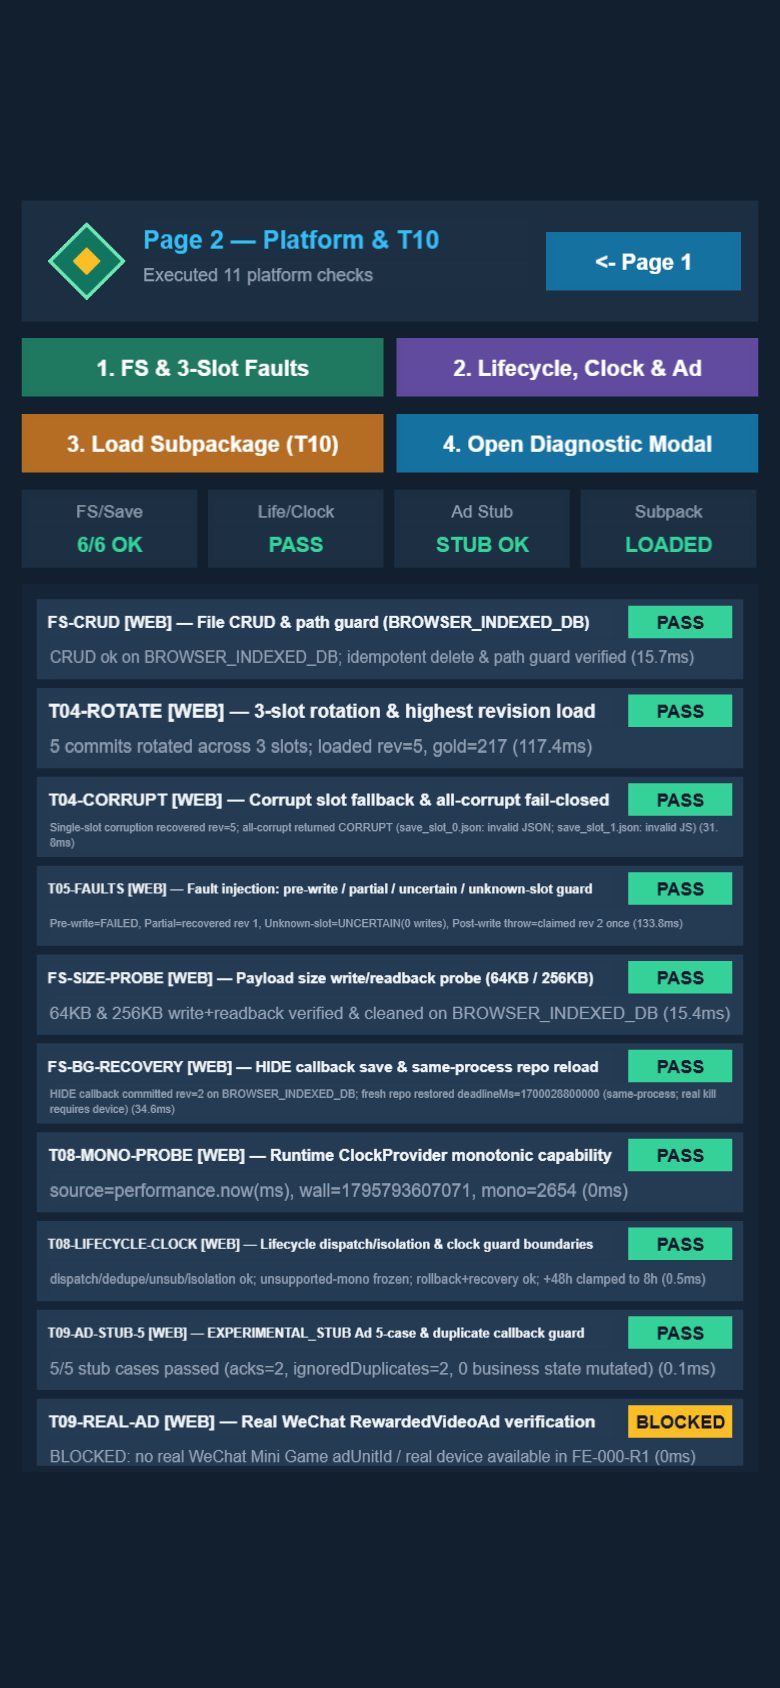 Page 2 — Platform & T10
Executed 11 platform checks
<- Page 1
1. FS & 3-Slot Faults
2. Lifecycle, Clock & Ad
3. Load Subpackage (T10)
4. Open Diagnostic Modal
FS/Save
6/6 OK
Life/Clock
PASS
Ad Stub
STUB OK
Subpack
LOADED
FS-CRUD [WEB] — File CRUD & path guard (BROWSER_INDEXED_DB)
PASS
CRUD ok on BROWSER_INDEXED_DB; idempotent delete & path guard verified (15.7ms)
T04-ROTATE [WEB] — 3-slot rotation & highest revision load
PASS
5 commits rotated across 3 slots; loaded rev=5, gold=217 (117.4ms)
T04-CORRUPT [WEB] — Corrupt slot fallback & all-corrupt fail-closed
PASS
Single-slot corruption recovered rev=5; all-corrupt returned CORRUPT (save_slot_0.json: invalid JSON; save_slot_1.json: invalid JS) (31.
8ms)
T05-FAULTS [WEB] — Fault injection: pre-write / partial / uncertain / unknown-slot guard
PASS
Pre-write=FAILED, Partial=recovered rev 1, Unknown-slot=UNCERTAIN(0 writes), Post-write throw=claimed rev 2 once (133.8ms)
FS-SIZE-PROBE [WEB] — Payload size write/readback probe (64KB / 256KB)
PASS
64KB & 256KB write+readback verified & cleaned on BROWSER_INDEXED_DB (15.4ms)
FS-BG-RECOVERY [WEB] — HIDE callback save & same-process repo reload
PASS
HIDE callback committed rev=2 on BROWSER_INDEXED_DB; fresh repo restored deadlineMs=1700028800000 (same-process; real kill
requires device) (34.6ms)
T08-MONO-PROBE [WEB] — Runtime ClockProvider monotonic capability
PASS
source=performance.now(ms), wall=1795793607071, mono=2654 (0ms)
T08-LIFECYCLE-CLOCK [WEB] — Lifecycle dispatch/isolation & clock guard boundaries
PASS
dispatch/dedupe/unsub/isolation ok; unsupported-mono frozen; rollback+recovery ok; +48h clamped to 8h (0.5ms)
T09-AD-STUB-5 [WEB] — EXPERIMENTAL_STUB Ad 5-case & duplicate callback guard
PASS
5/5 stub cases passed (acks=2, ignoredDuplicates=2, 0 business state mutated) (0.1ms)
T09-REAL-AD [WEB] — Real WeChat RewardedVideoAd verification
BLOCKED
BLOCKED: no real WeChat Mini Game adUnitId / real device available in FE-000-R1 (0ms)